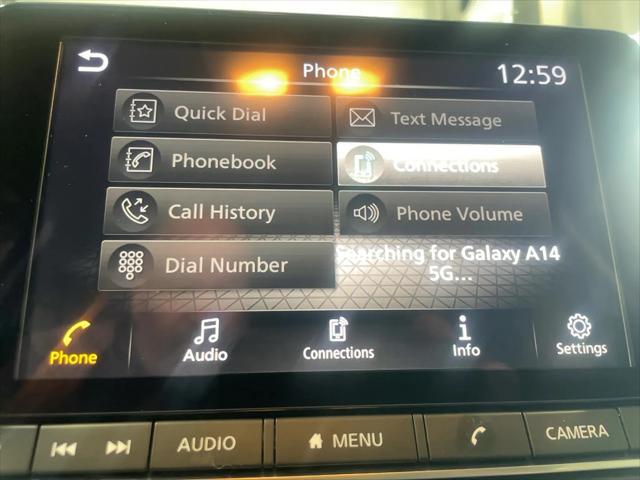 Phone
12:59
Quick Dial
Text Message
Phonebook
Connections
Call History
Phone Volume
Dial Number
Searching for Galaxy A14
5G...
Phone
Audio
Connections
Info
Settings
AUDIO
MENU
CAMERA